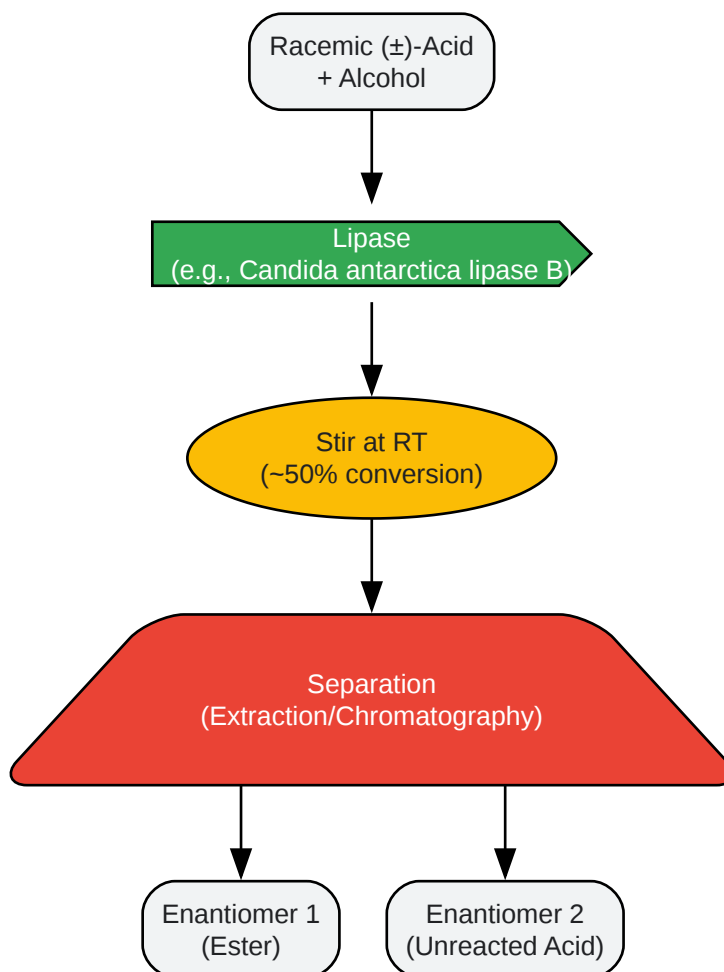 Racemic (±)-Acid
+ Alcohol
Lipase
(e.g., Candida antarctica lipase B)
Stir at RT
(~50% conversion)
Separation
(Extraction/Chromatography)
Enantiomer 1
(Ester)
Enantiomer 2
(Unreacted Acid)